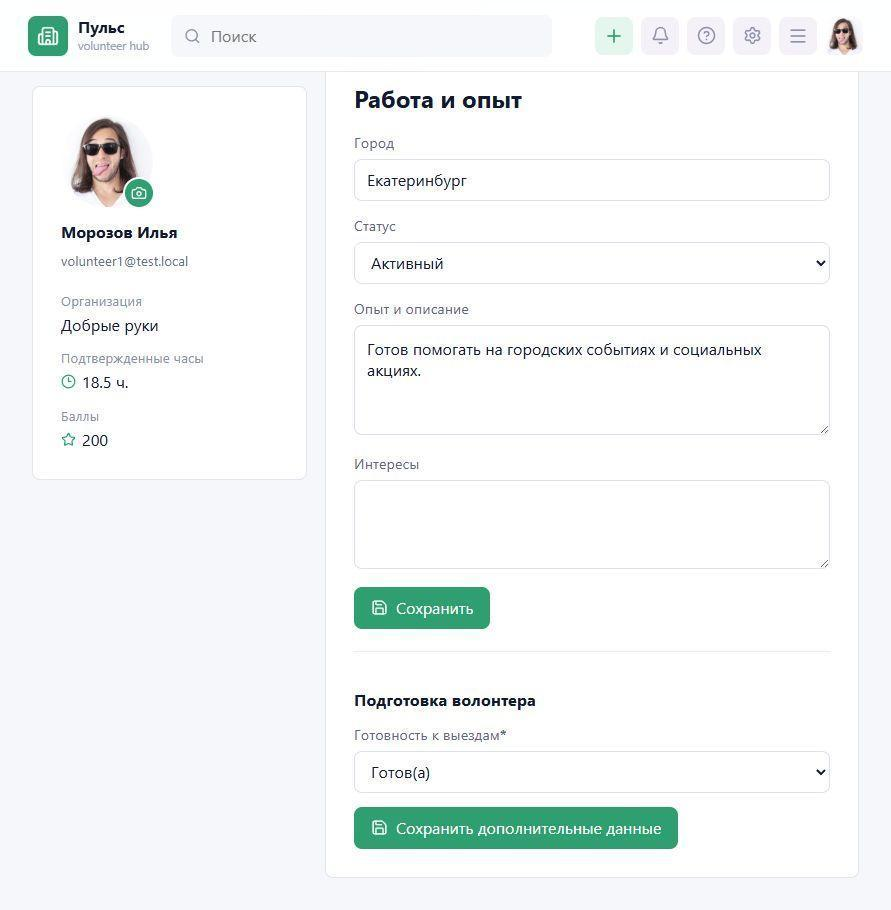 Пульс
volunteer hub
Поиск
Морозов Илья
volunteer1@test.local
Организация
Добрые руки
Подтвержденные часы
18.5 ч.
Баллы
200
Работа и опыт
Город
Екатеринбург
Статус
Активный
Опыт и описание
Готов помогать на городских событиях и социальных
акциях.
Интересы
Сохранить
Подготовка волонтера
Готовность к выездам*
Готов(а)
Сохранить дополнительные данные